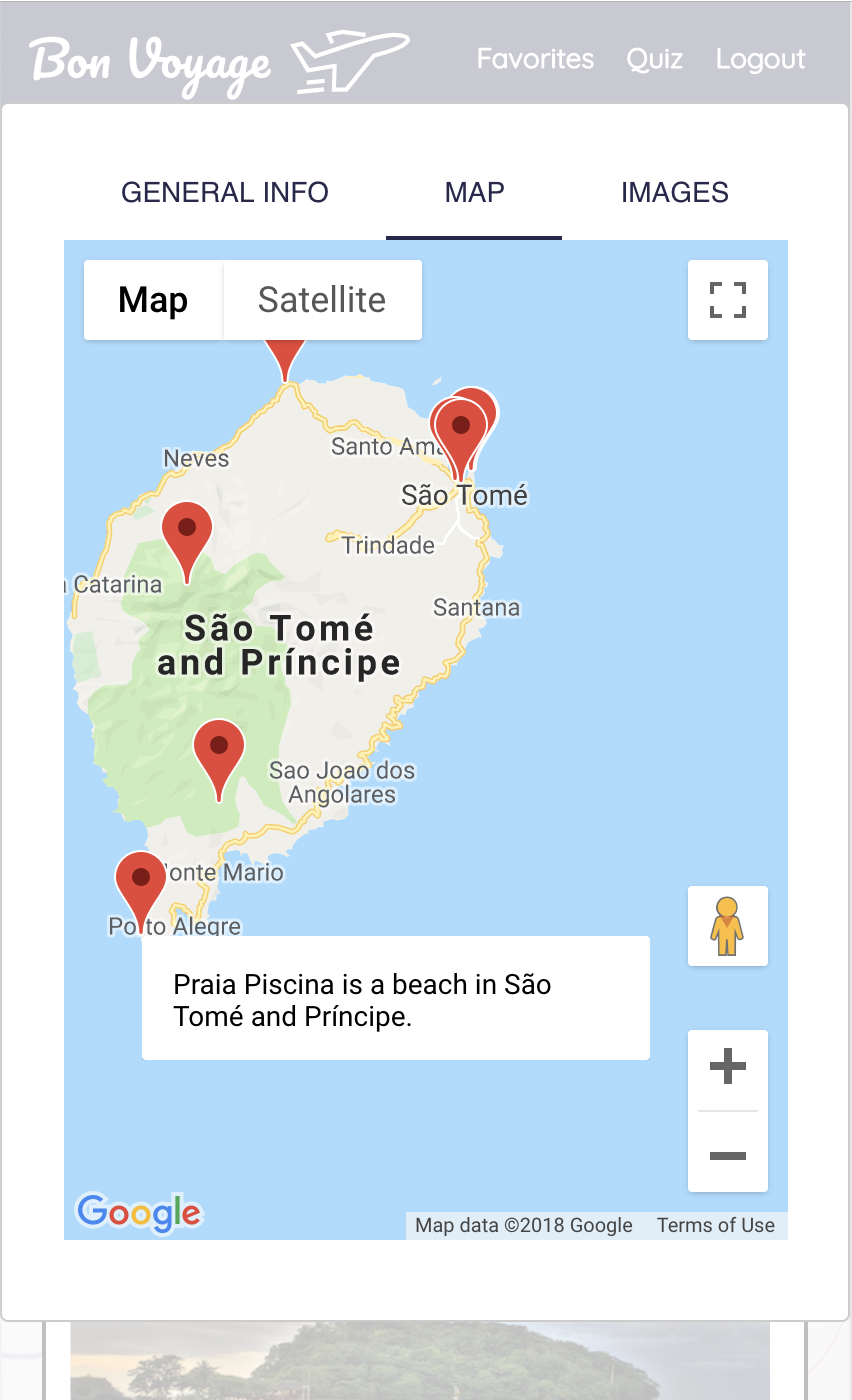 Bon Voyage
Favorites Quiz Logout
GENERAL INFO MAP IMAGES
Map Satellite
Neves
Santo Ama
São Tomé
Trindade
Catarina
Santana
São Tomé
and Príncipe
Sao Joao dos
Angolares
onte Mario
Porto Alegre
Praia Piscina is a beach in São
Tomé and Príncipe.
Google
Map data ©2018 Google Terms of Use